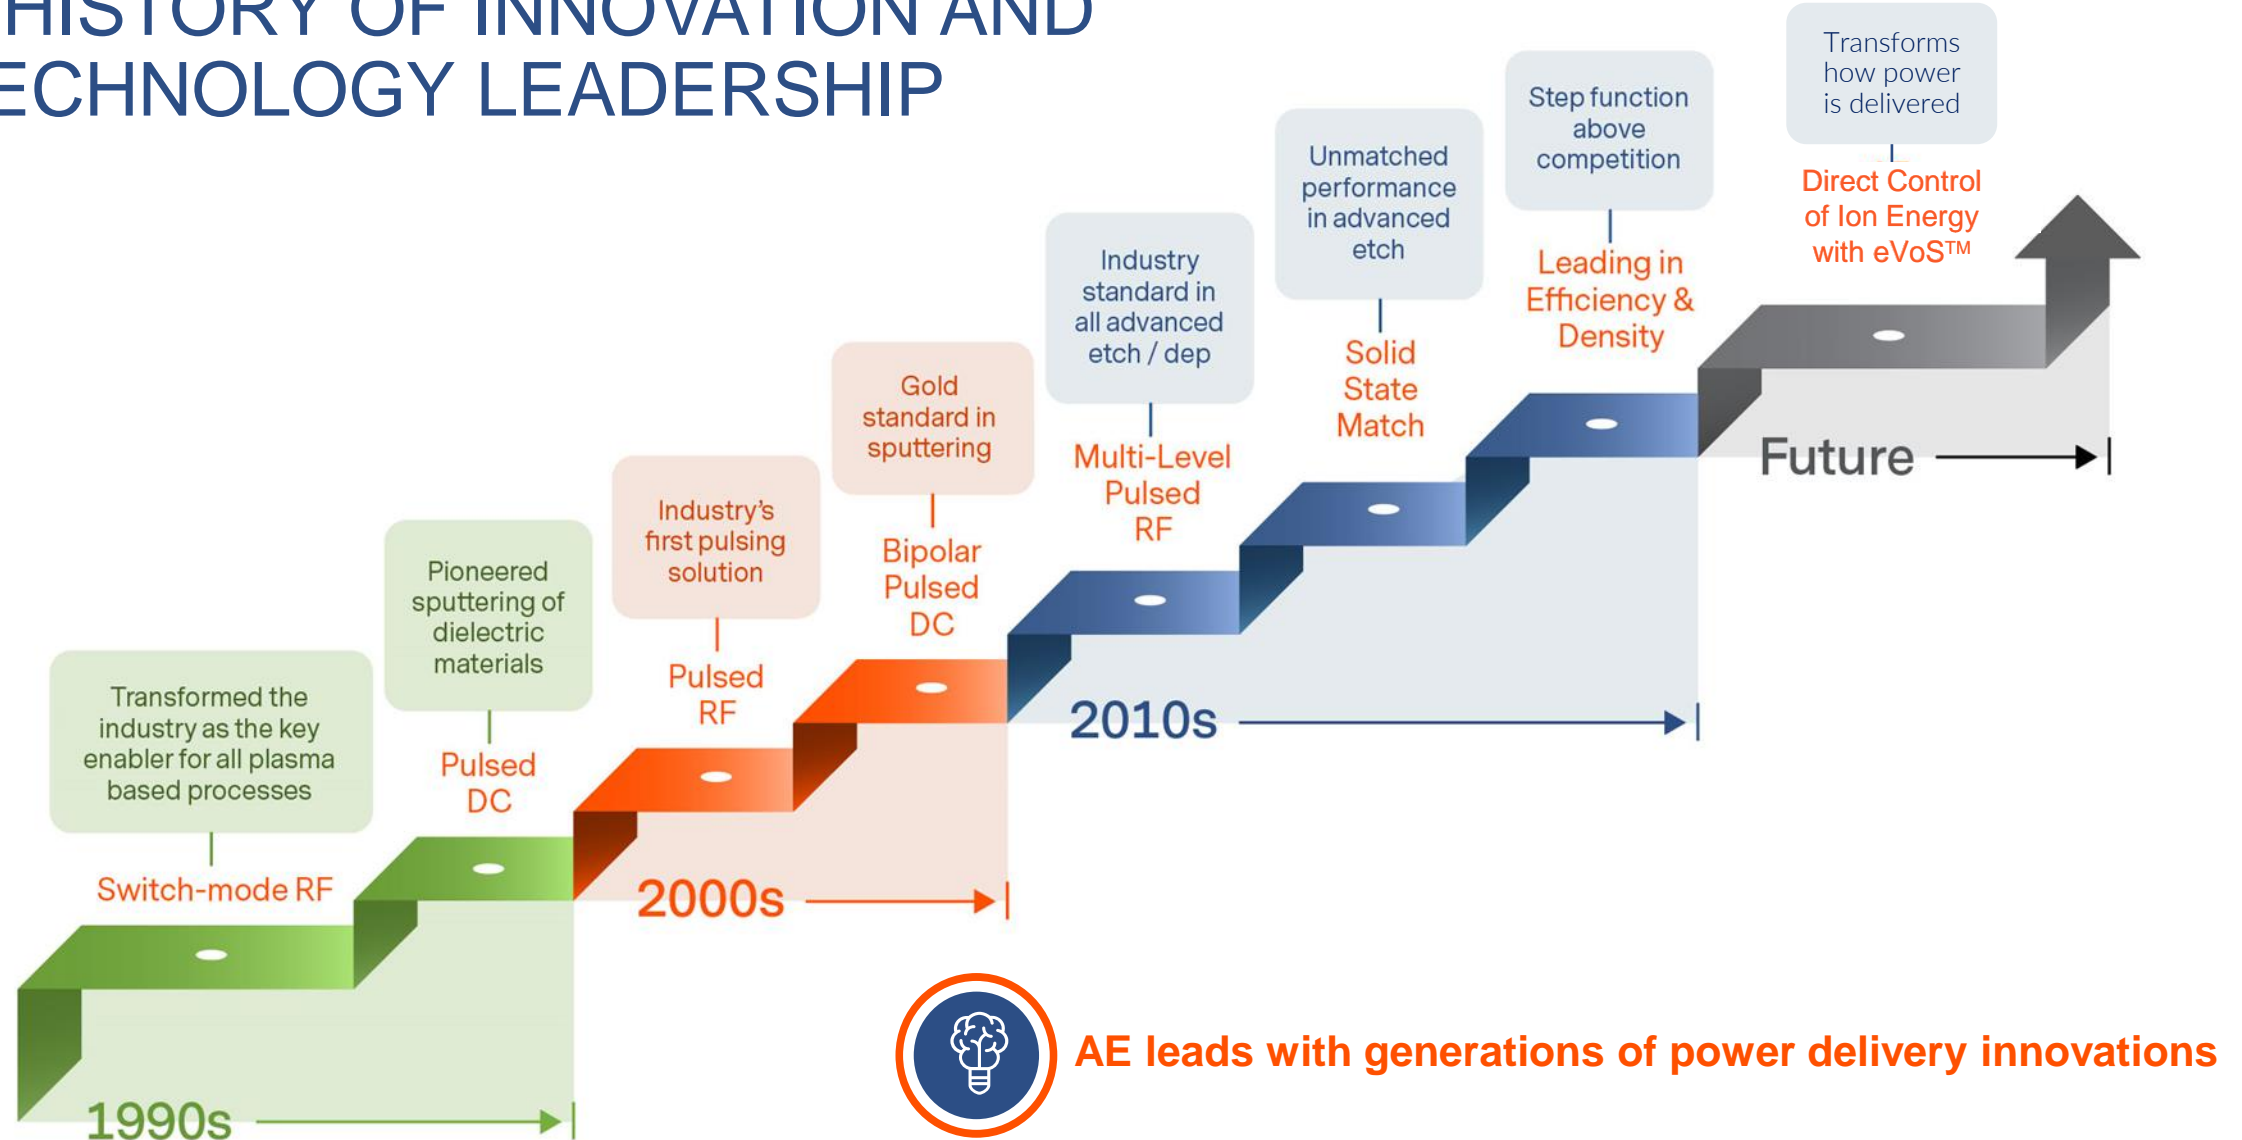 HISTORY OF INNOVATION AND
ECHNOLOGY LEADERSHIP
Transformed the
industry as the key
enabler for all plasma
based processes
Switch-mode RF
Pioneered
sputtering of
dielectric
materials
Pulsed
DC
1990s
Industry's
first pulsing
solution
Pulsed
RF
Gold
standard in
sputtering
Bipolar
Pulsed
DC
2000s
Industry
standard in
all advanced
etch / dep
Multi-Level
Pulsed
RF
Unmatched
performance
in advanced
etch
Solid
State
Match
Step function
above
competition
Leading in
Efficiency &
Density
2010s
Transforms
how power
is delivered
Direct Control
of Ion Energy
with eVoS™
Future
AE leads with generations of power delivery innovations